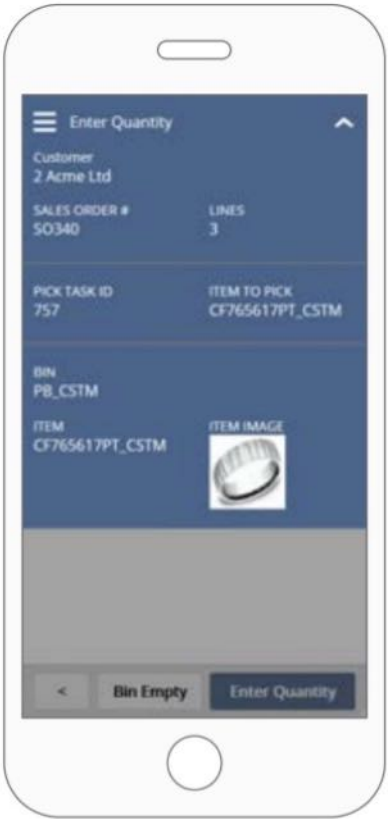 Enter Quantity
Customer
2 Acme Ltd
SALES ORDER # LINES
SO340 3
PICK TASK ID ITEM TO PICK
757 CF765617PT_CSTM
BIN
PB_CSTM
ITEM ITEM IMAGE
CF765617PT_CSTM
< Bin Empty Enter Quantity